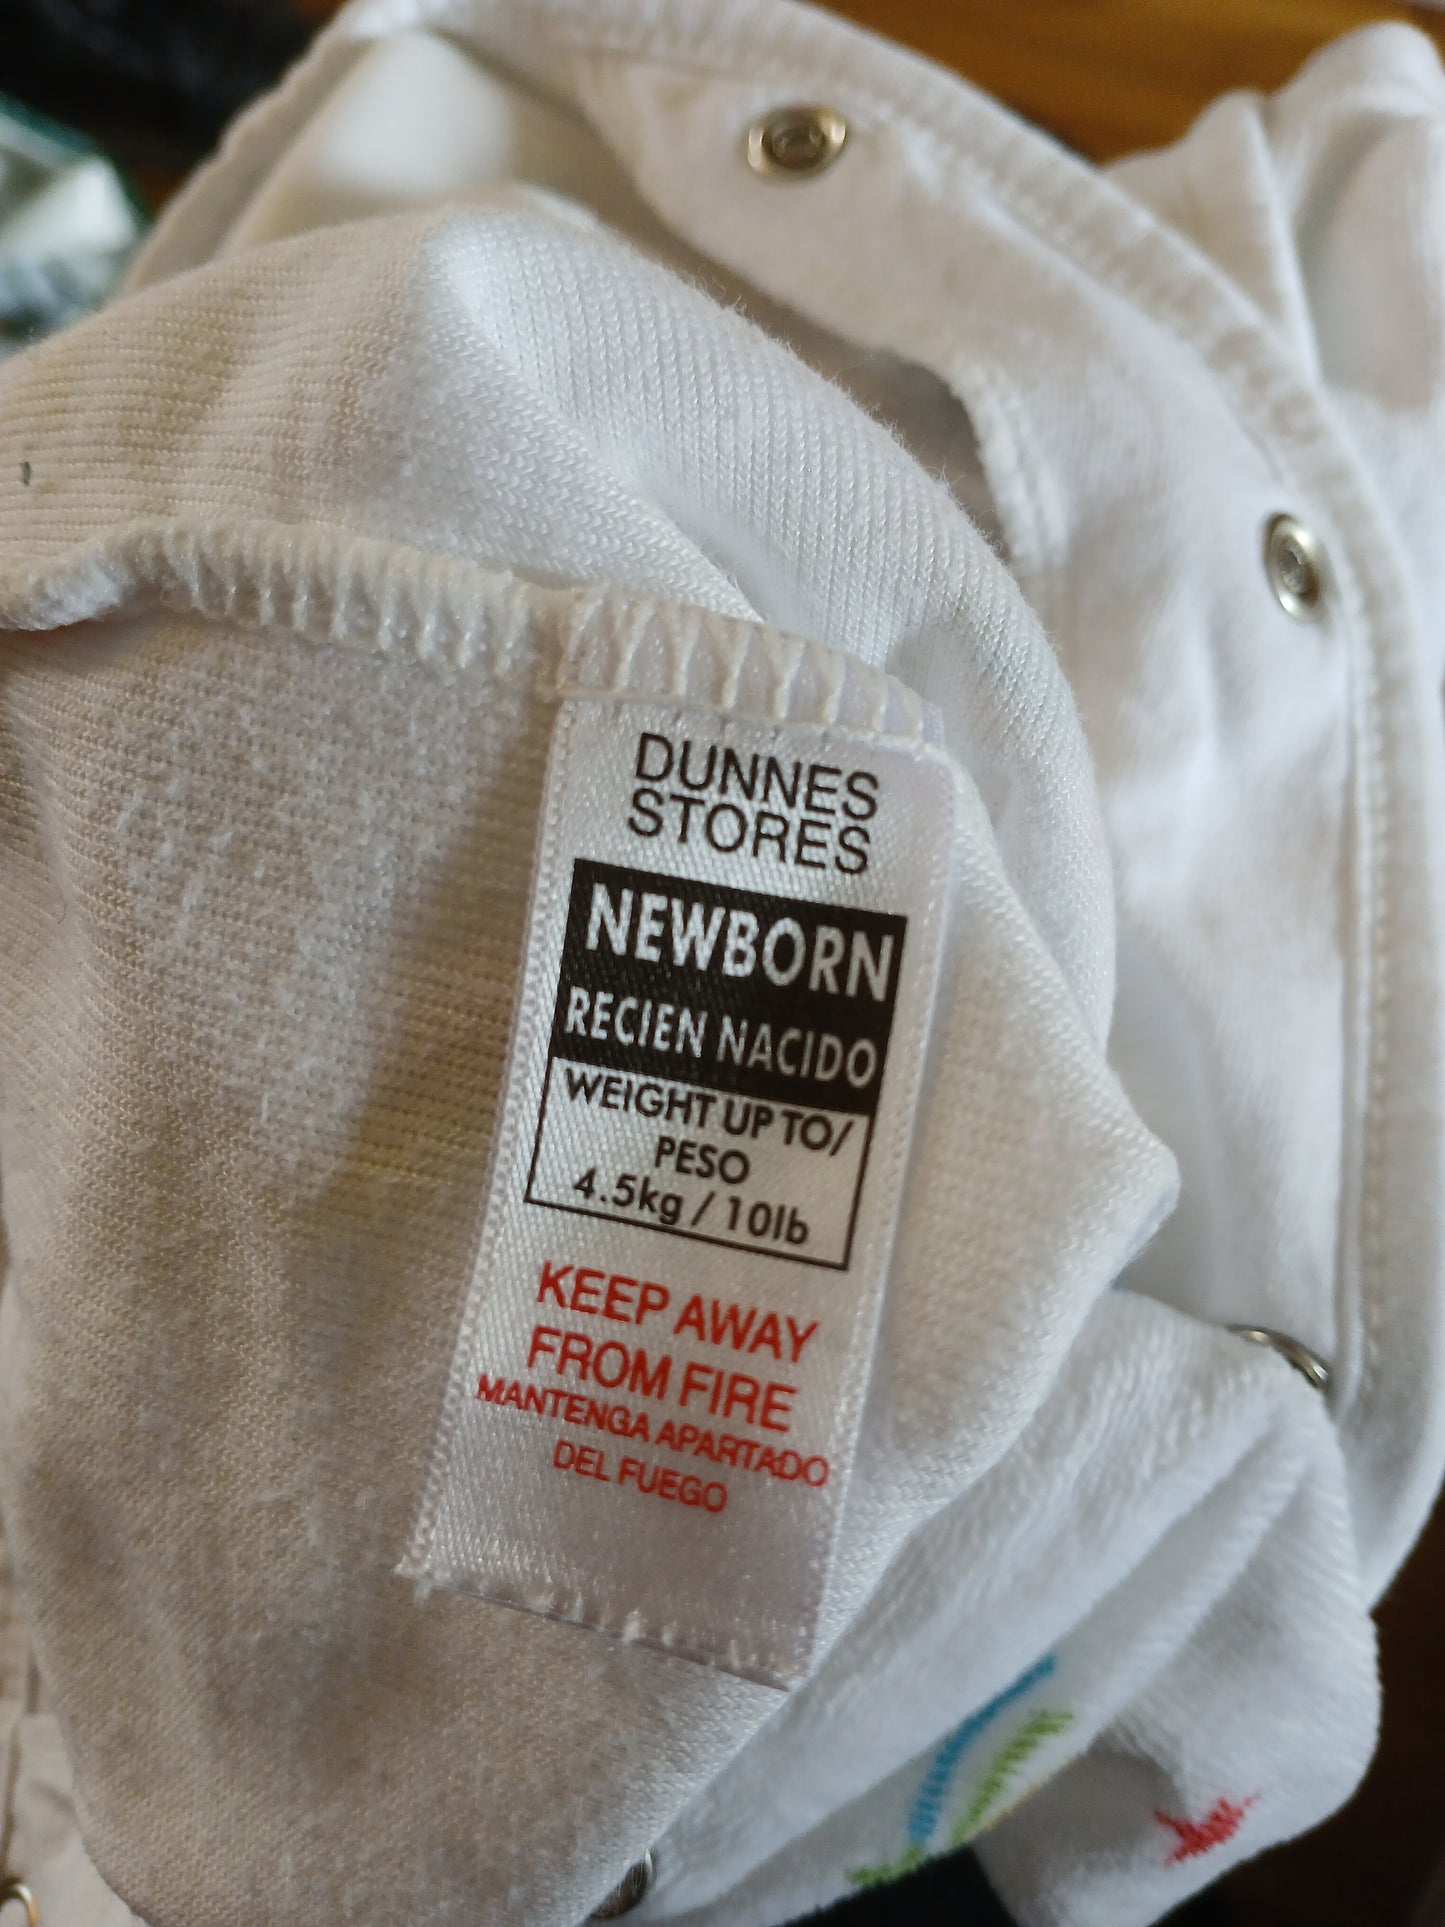 DUNNES
STORES
NEWBORN
RECIEN NACIDO
WEIGHT UP TO/
PESO
4.5kg / 10lb
KEEP AWAY
FROM FIRE
MANTENGA APARTADO
DEL FUEGO